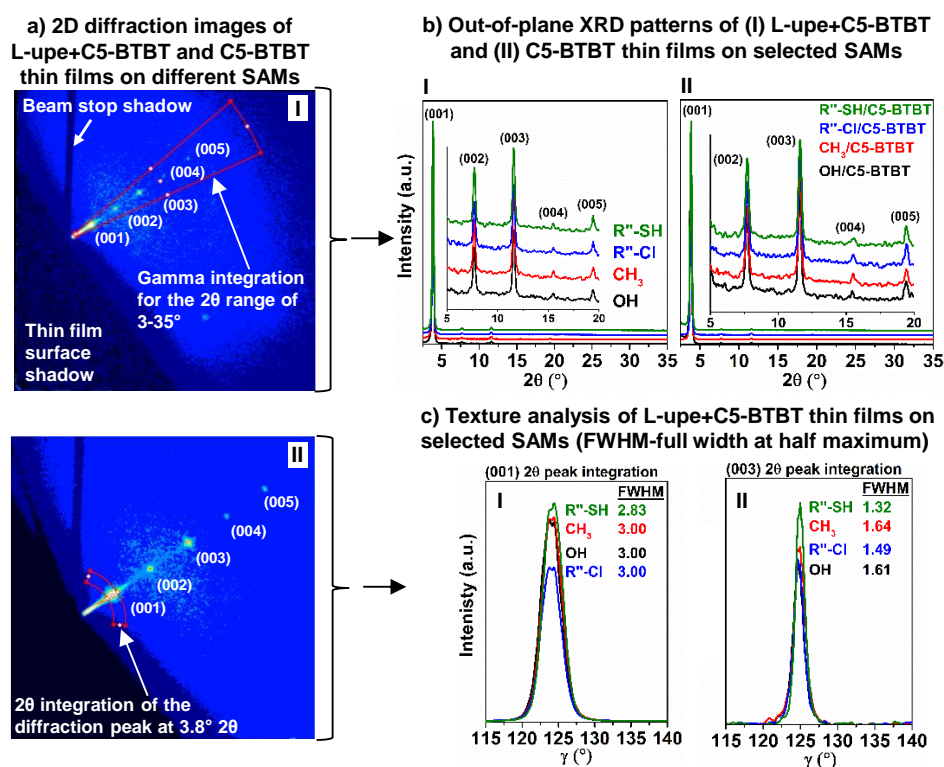 a) 2D diffraction images of
L-upe+C5-BTBT and C5-BTBT
thin films on different SAMs
Beam stop shadow
I
(005)
(004)
(003)
(002)
(001)
Gamma integration
for the 2θ range of
3-35°
Thin film
surface
shadow
b) Out-of-plane XRD patterns of (I) L-upe+C5-BTBT
and (II) C5-BTBT thin films on selected SAMs
I
(001)
(002)
(003)
(004)
(005)
R"-SH
R"-Cl
CH3
OH
5 10 15 20
Intensity (a.u.)
5 10 15 20 25 30 35
2θ (°)
II
(001)
R"-SH/C5-BTBT
R"-Cl/C5-BTBT
CH3/C5-BTBT
OH/C5-BTBT
(002)
(003)
(004)
(005)
5 10 15 20
5 10 15 20 25 30 35
2θ (°)
II
(005)
(004)
(003)
(002)
(001)
2θ integration of the
diffraction peak at 3.8° 2θ
c) Texture analysis of L-upe+C5-BTBT thin films on
selected SAMs (FWHM-full width at half maximum)
(001) 2θ peak integration
I
FWHM
R"-SH 2.83
CH3 3.00
OH 3.00
R"-Cl 3.00
Intenisty (a.u.)
115 120 125 130 135 140
γ (°)
(003) 2θ peak integration
II
FWHM
R"-SH 1.32
CH3 1.64
R"-Cl 1.49
OH 1.61
115 120 125 130 135 140
γ (°)